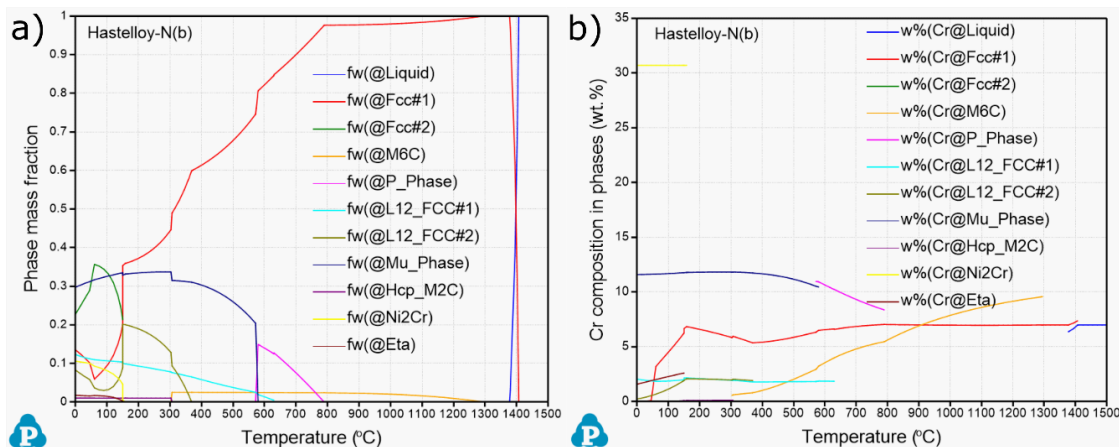 a)
Hastelloy-N(b)
fw(@Liquid)
fw(@Fcc#1)
fw(@Fcc#2)
fw(@M6C)
fw(@P_Phase)
fw(@L12_FCC#1)
fw(@L12_FCC#2)
fw(@Mu_Phase)
fw(@Hcp_M2C)
fw(@Ni2Cr)
fw(@Eta)
Phase mass fraction
1
0.9
0.8
0.7
0.6
0.5
0.4
0.3
0.2
0.1
0
0 100 200 300 400 500 600 700 800 900 1000 1100 1200 1300 1400 1500
Temperature (ºC)
P
b)
Hastelloy-N(b)
w%(Cr@Liquid)
w%(Cr@Fcc#1)
w%(Cr@Fcc#2)
w%(Cr@M6C)
w%(Cr@P_Phase)
w%(Cr@L12_FCC#1)
w%(Cr@L12_FCC#2)
w%(Cr@Mu_Phase)
w%(Cr@Hcp_M2C)
w%(Cr@Ni2Cr)
w%(Cr@Eta)
Cr composition in phases (wt.%)
35
30
25
20
15
10
5
0
0 100 200 300 400 500 600 700 800 900 1000 1100 1200 1300 1400 1500
Temperature (ºC)
P